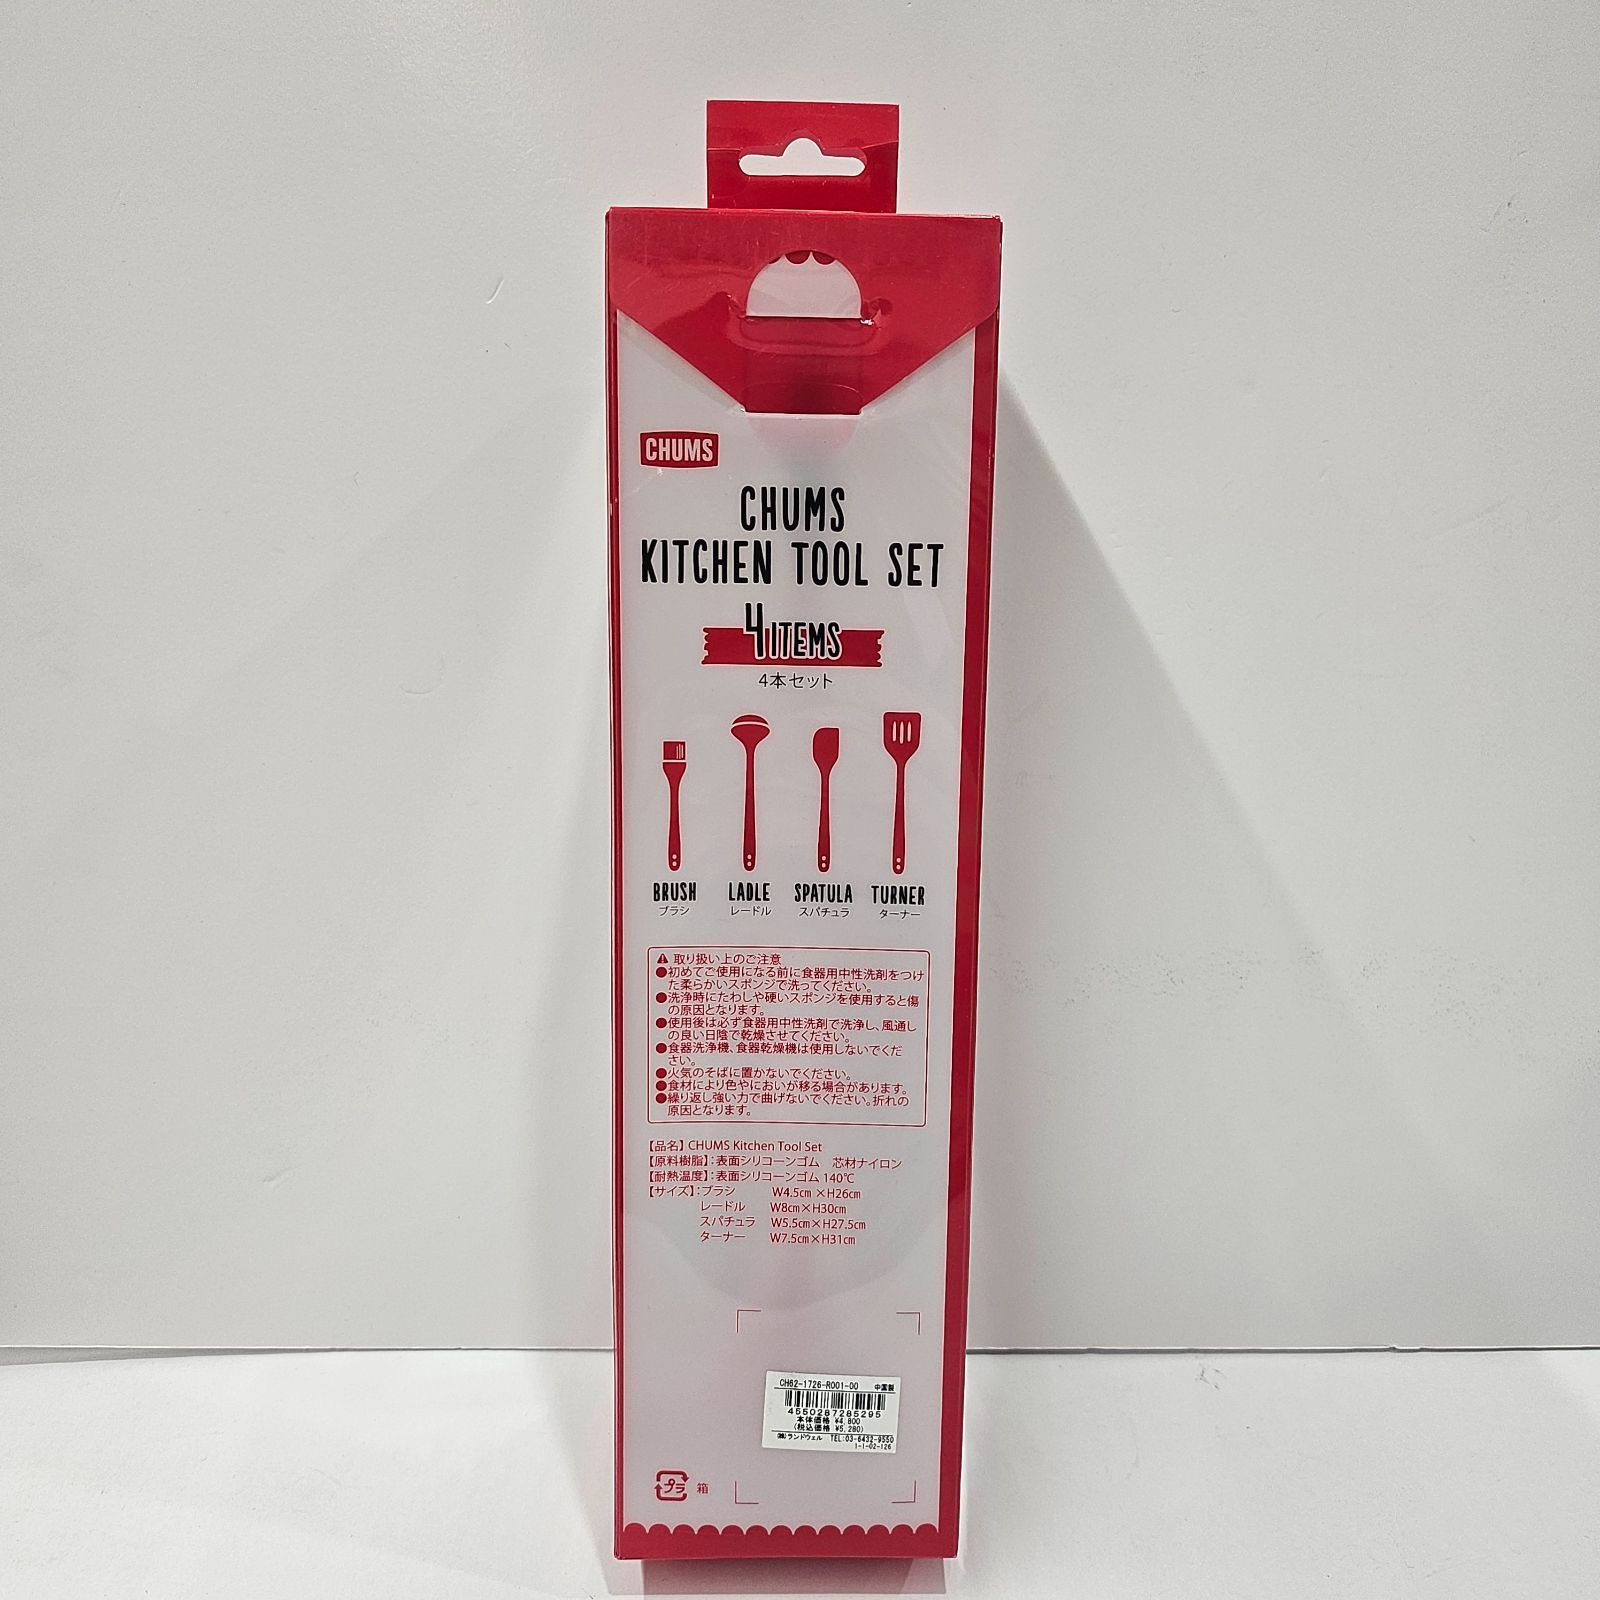 CHUMS
CHUMS
KITCHEN TOOL SET
4 ITEMS
4本セット
BRUSH LADLE SPATULA TURNER
ブラシ レードル スパチュラ ターナー
取り扱い上のご注意
●初めてご使用になる前に食器用中性洗剤をつけ
た柔らかいスポンジで洗ってください。
●洗浄時にたわしや硬いスポンジを使用すると傷
の原因となります。
●使用後は必ず食器用中性洗剤で洗浄し、風通し
の良い日陰で乾燥させてください。
●食器洗浄機、食器乾燥機は使用しないでくだ
さい。
●火気のそばに置かないでください。
●食材により色やにおいが移る場合があります。
●繰り返し強い力で曲げないでください。折れの
原因となります。
【品名】CHUMS Kitchen Tool Set
【原料樹脂】:表面シリコーンゴム 芯材ナイロン
【耐熱温度】:表面シリコーンゴム 140℃
【サイズ】:ブラシ W4.5㎝×H26㎝
レードル W8㎝×H30㎝
スパチュラ W5.5㎝×H27.5㎝
ターナー W7.5㎝×H31㎝
CH62-1726-R001-00 中国製
4550287285295
本体価格 ¥4,800
(税込価格 ¥5,280)
(株)ランドウェル TEL:03-6432-9550
1-1-02-126
プラ 箱